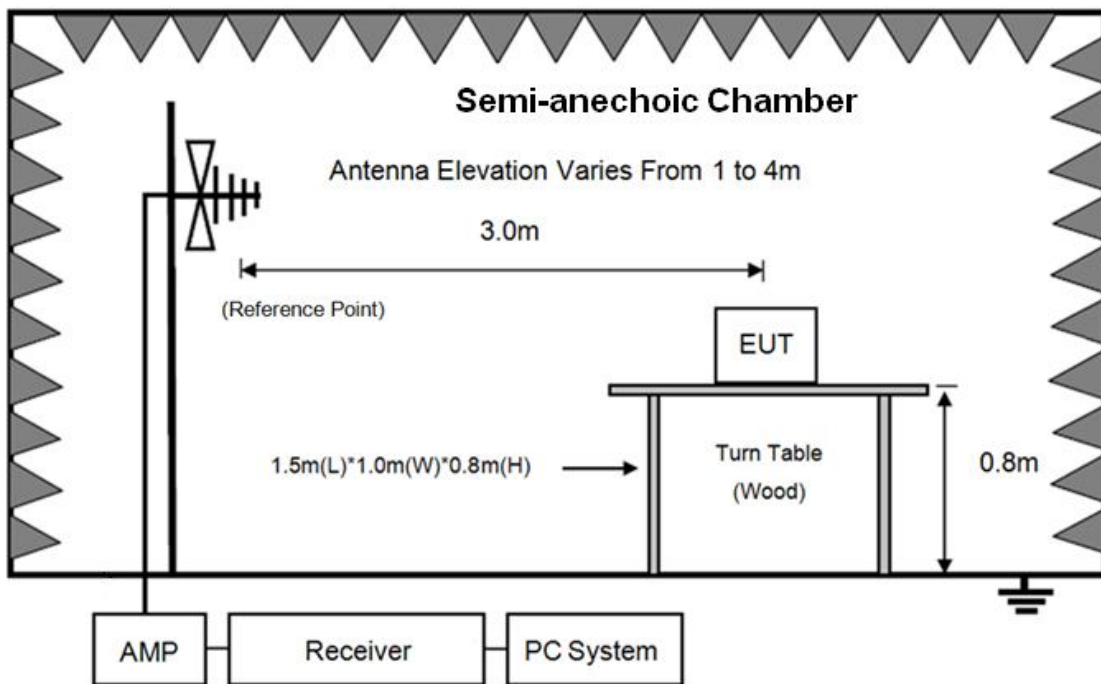 Semi-anechoic Chamber
Antenna Elevation Varies From 1 to 4m
3.0m
(Reference Point)
EUT
1.5m(L)*1.0m(W)*0.8m(H)
Turn Table
(Wood)
0.8m
AMP
Receiver
PC System